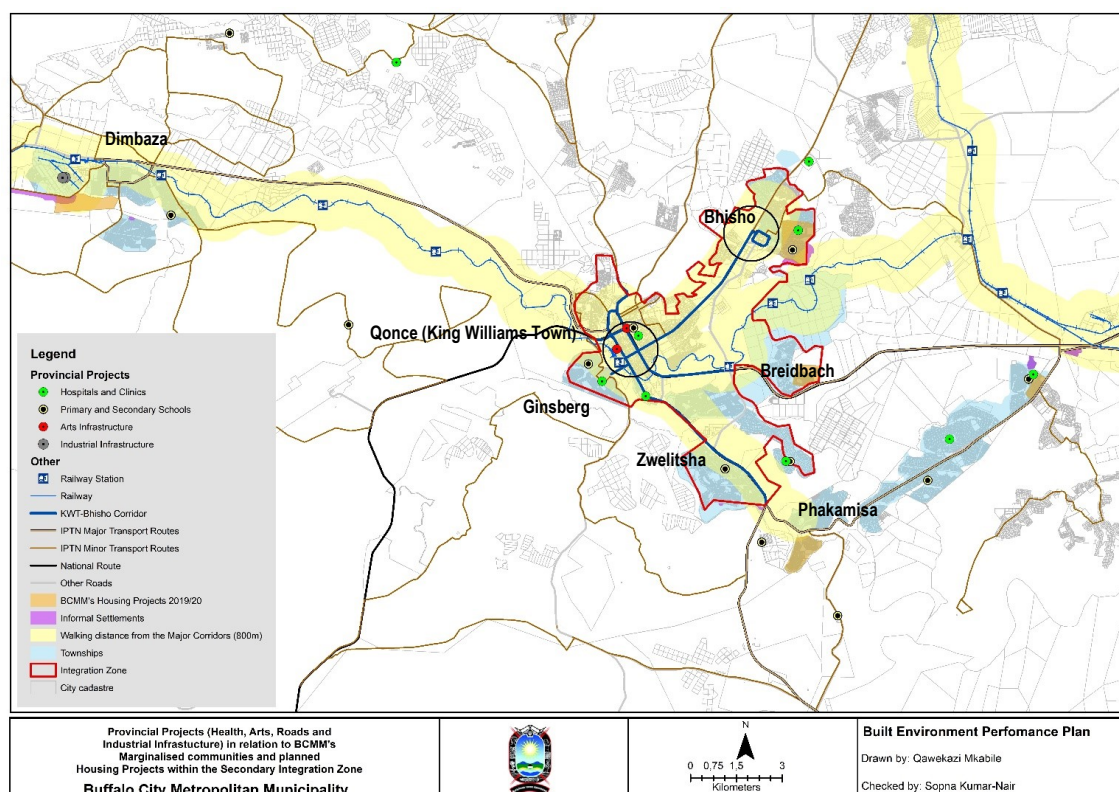 Dimbaza
Bhisho
Qonce (King Williams Town)
Breidbach
Ginsberg
Zwelitsha
Phakamisa
Legend
Provincial Projects
Hospitals and Clinics
Primary and Secondary Schools
Arts Infrastructure
Industrial Infrastructure
Other
Railway Station
Railway
KWT-Bhisho Corridor
IPTN Major Transport Routes
IPTN Minor Transport Routes
National Route
Other Roads
BCMM's Housing Projects 2019/20
Informal Settlements
Walking distance from the Major Corridors (800m)
Townships
Integration Zone
City cadastre
Provincial Projects (Health, Arts, Roads and
Industrial Infrastucture) in relation to BCMM's
Marginalised communities and planned
Housing Projects within the Secondary Integration Zone
Buffalo City Metropolitan Municipality
N
0 0,75 1,5 3
Kilometers
Built Environment Perfomance Plan
Drawn by: Qawekazi Mkabile
Checked by: Sopna Kumar-Nair